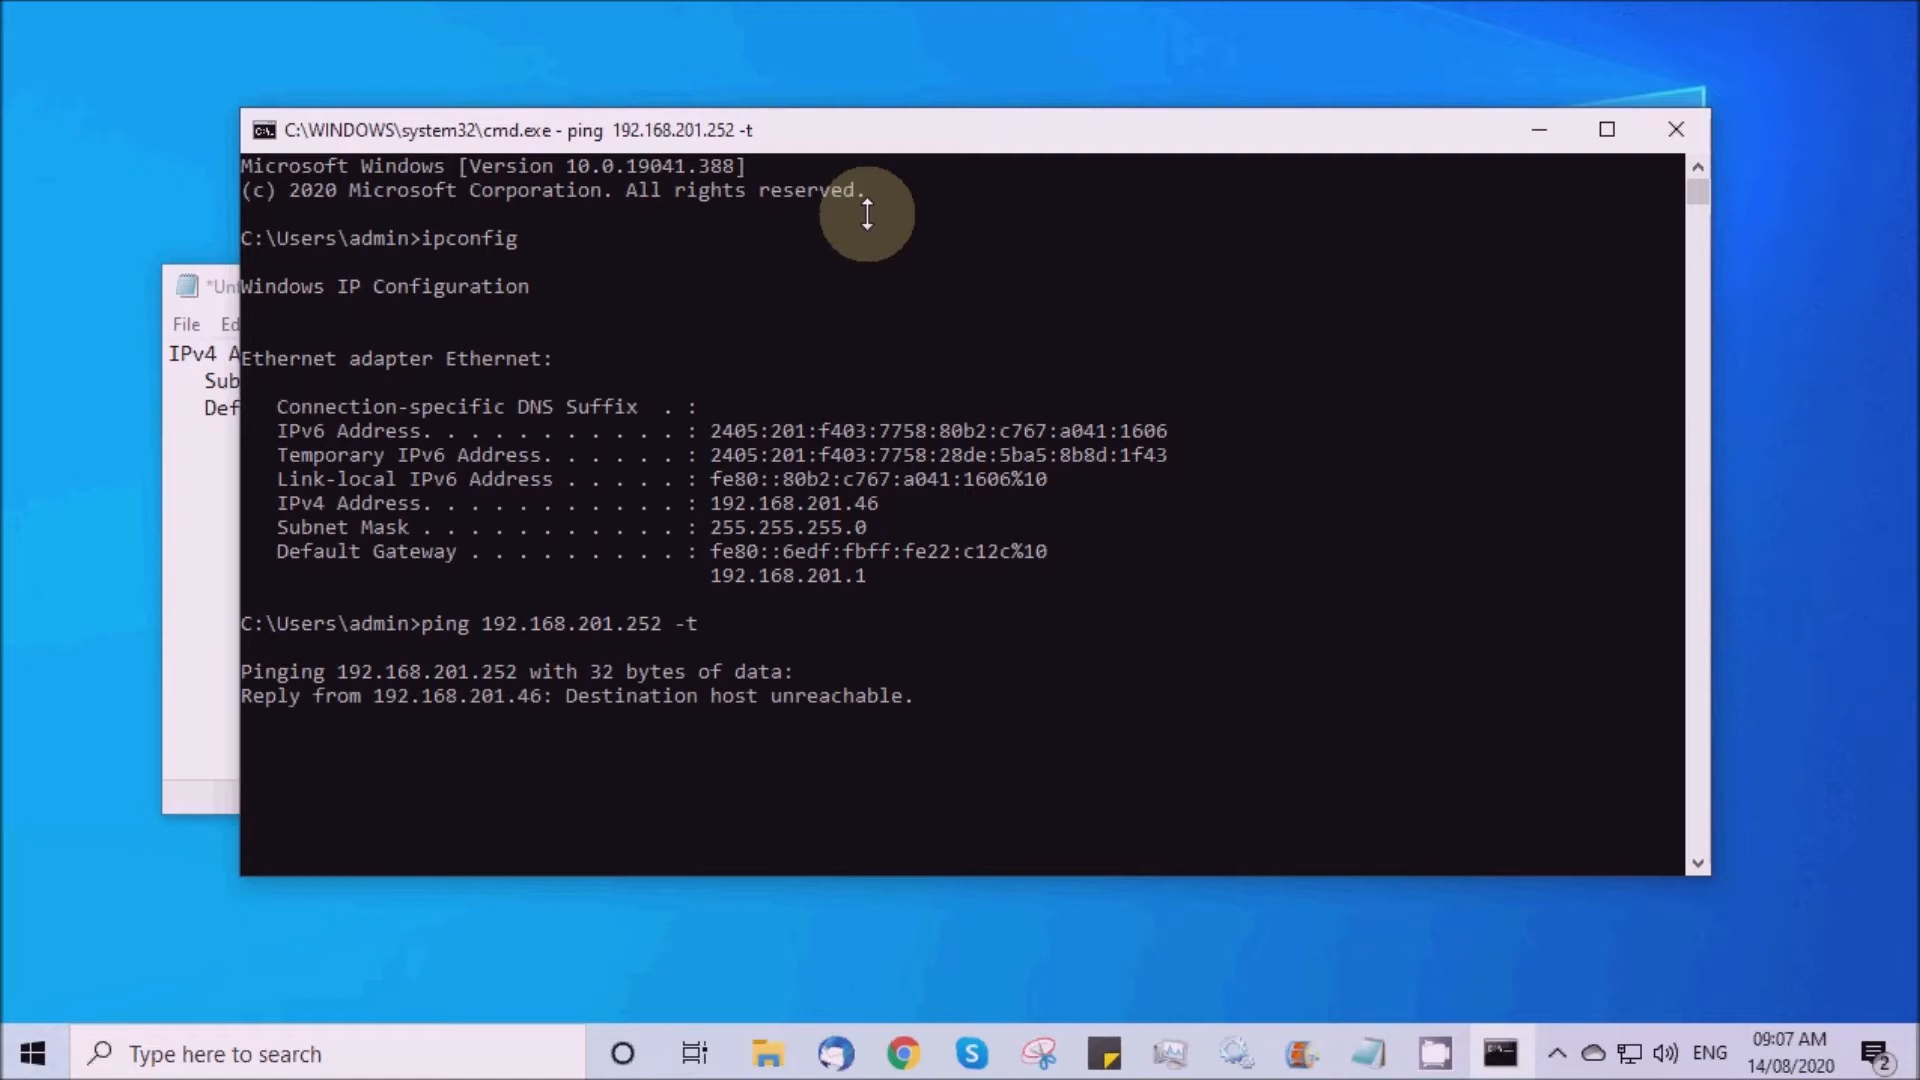 C:\WINDOWS\system32\cmd.exe - ping 192.168.201.252 -t
Microsoft Windows [Version 10.0.19041.388]
(c) 2020 Microsoft Corporation. All rights reserved.
C:\Users\admin>ipconfig
*Un
Windows IP Configuration
File Ed
IPv4 A
Ethernet adapter Ethernet:
Sub
Def
Connection-specific DNS Suffix . :
IPv6 Address. . . . . . . . . . . : 2405:201:f403:7758:80b2:c767:a041:1606
Temporary IPv6 Address. . . . . . : 2405:201:f403:7758:28de:5ba5:8b8d:1f43
Link-local IPv6 Address . . . . . : fe80::80b2:c767:a041:1606%10
IPv4 Address. . . . . . . . . . . : 192.168.201.46
Subnet Mask . . . . . . . . . . . : 255.255.255.0
Default Gateway . . . . . . . . . : fe80::6edf:fbff:fe22:c12c%10
192.168.201.1
C:\Users\admin>ping 192.168.201.252 -t
Pinging 192.168.201.252 with 32 bytes of data:
Reply from 192.168.201.46: Destination host unreachable.
Type here to search
ENG
09:07 AM
14/08/2020
2